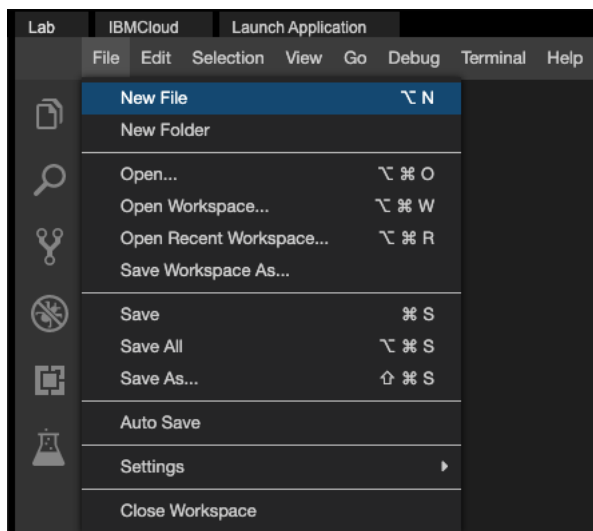 Lab IBMCloud Launch Application
File Edit Selection View Go Debug Terminal Help
New File ⌥ N
New Folder
Open... ⌥ ⌘ O
Open Workspace... ⌥ ⌘ W
Open Recent Workspace... ⌥ ⌘ R
Save Workspace As...
Save ⌘ S
Save All ⌥ ⌘ S
Save As... ⇧ ⌘ S
Auto Save
Settings
Close Workspace